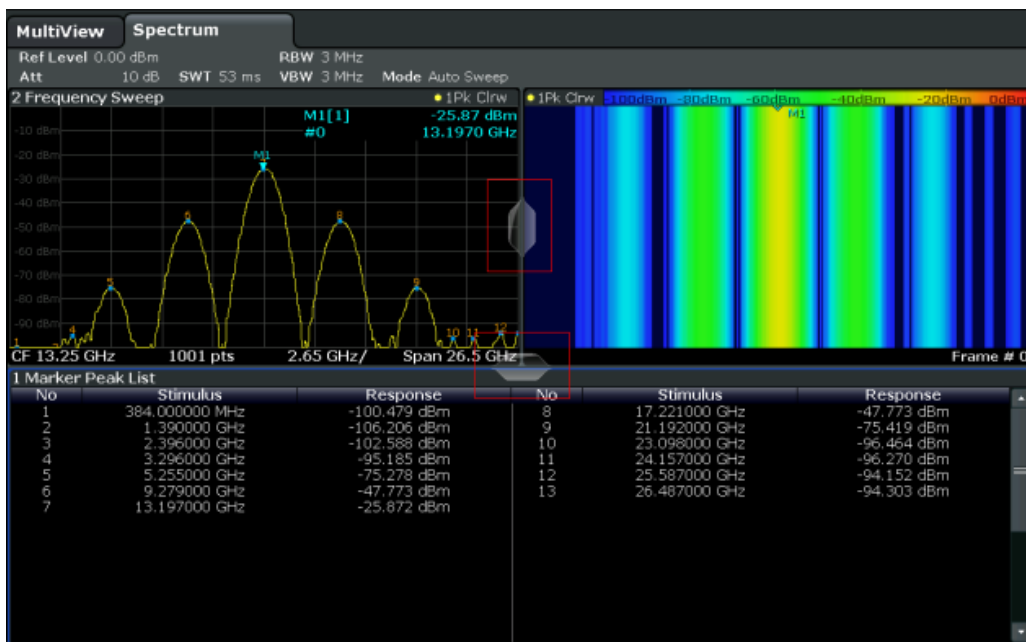 MultiView Spectrum
Ref Level 0.00 dBm RBW 3 MHz
Att 10 dB SWT 53 ms VBW 3 MHz Mode Auto Sweep
2 Frequency Sweep 1Pk Clrw
M1[1] -25.87 dBm
#0 13.1970 GHz
-10 dBm
-20 dBm
M1
-30 dBm
-40 dBm
6 8
-50 dBm
-60 dBm
-70 dBm
5 9
-80 dBm
-90 dBm
1 4 10 11 12
CF 13.25 GHz 1001 pts 2.65 GHz/ Span 26.5 GHz
1Pk Clrw -100dBm -80dBm -60dBm -40dBm -20dBm 0dBm
M1
Frame # 0
1 Marker Peak List
No Stimulus Response No Stimulus Response
1 384.000000 MHz -100.479 dBm 8 17.221000 GHz -47.773 dBm
2 1.390000 GHz -106.206 dBm 9 21.192000 GHz -75.419 dBm
3 2.396000 GHz -102.588 dBm 10 23.098000 GHz -96.464 dBm
4 3.296000 GHz -95.185 dBm 11 24.157000 GHz -96.270 dBm
5 5.255000 GHz -75.278 dBm 12 25.587000 GHz -94.152 dBm
6 9.279000 GHz -47.773 dBm 13 26.487000 GHz -94.303 dBm
7 13.197000 GHz -25.872 dBm